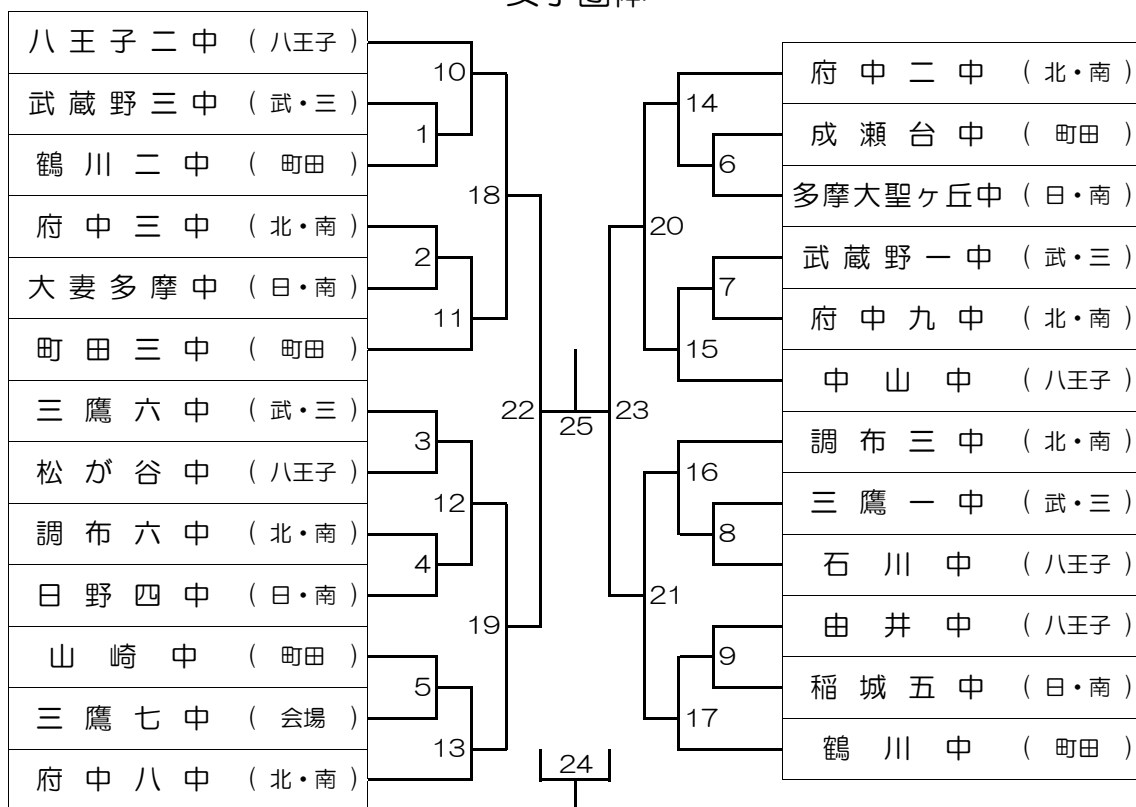 八王子二中 (八王子)
武蔵野三中 (武・三)
鶴川二中 (町田)
府中三中 (北・南)
大妻多摩中 (日・南)
町田三中 (町田)
三鷹六中 (武・三)
松が谷中 (八王子)
調布六中 (北・南)
日野四中 (日・南)
山崎中 (町田)
三鷹七中 (会場)
府中八中 (北・南)
10
1
18
2
11
22
3
12
4
19
5
13
25
24
14
6
20
7
15
23
16
8
21
9
17
府中二中 (北・南)
成瀬台中 (町田)
多摩大聖ヶ丘中 (日・南)
武蔵野一中 (武・三)
府中九中 (北・南)
中山中 (八王子)
調布三中 (北・南)
三鷹一中 (武・三)
石川中 (八王子)
由井中 (八王子)
稲城五中 (日・南)
鶴川中 (町田)